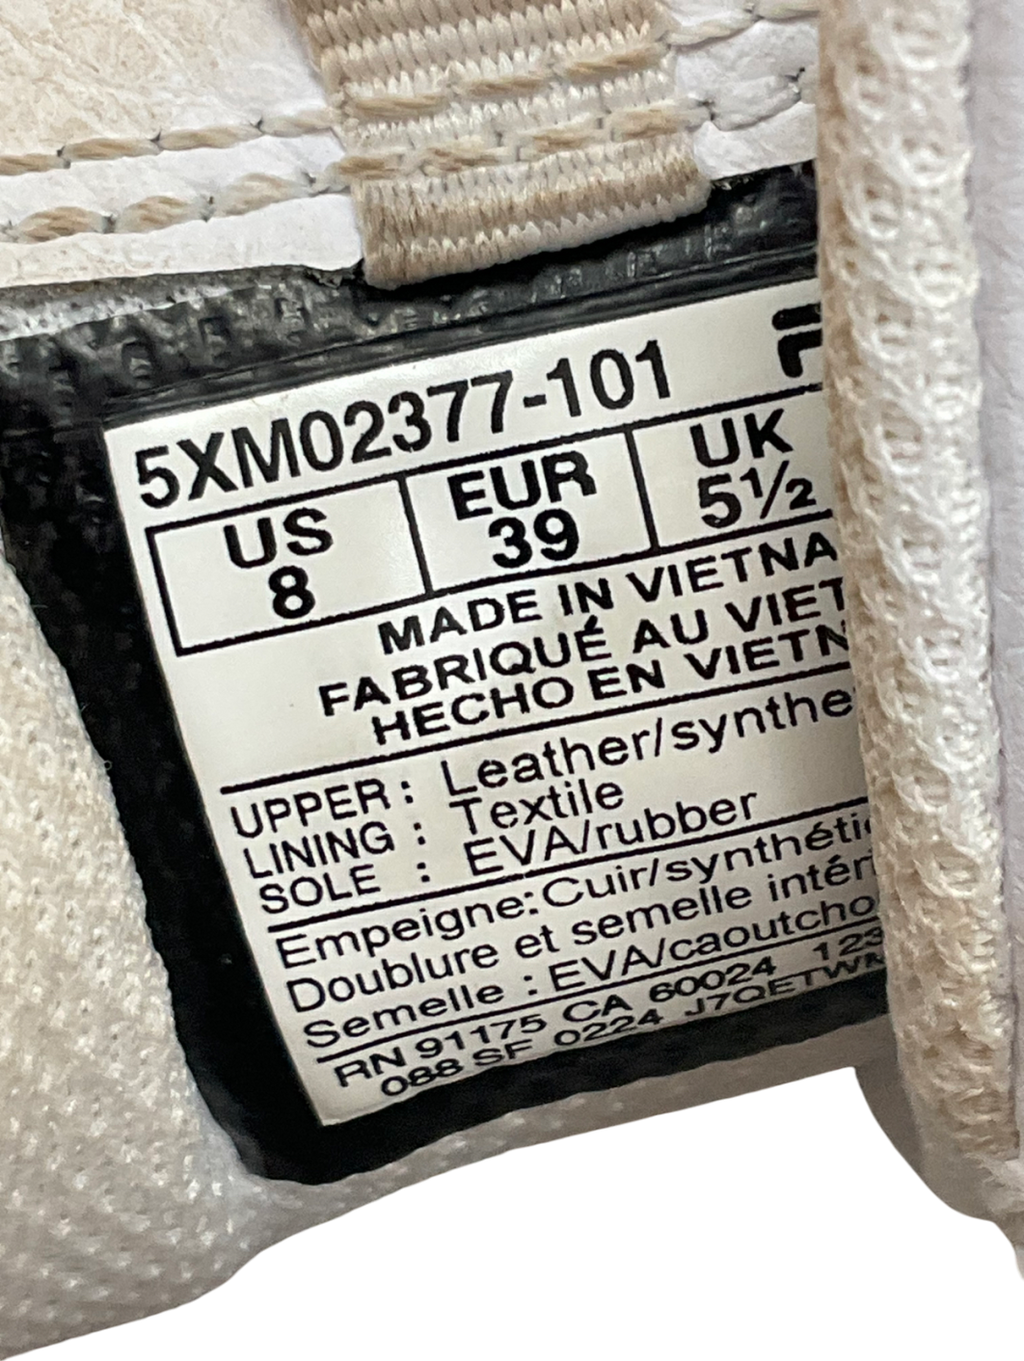 5XM02377-101
US EUR UK
8 39 5½
MADE IN VIETNA
FABRIQUÉ AU VIET
HECHO EN VIETN
UPPER : Leather/synthe
LINING : Textile
SOLE : EVA/rubber
Empeigne: Cuir/synthéti
Doublure et semelle intér
Semelle : EVA/caoutcho
RN 91175 CA 60024 123
088 SF 0224 J7QETW